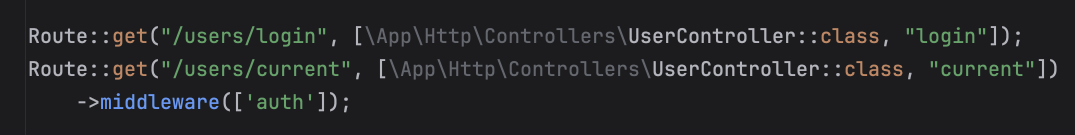 Route::get("/users/login", [\App\Http\Controllers\UserController::class, "login"]);
Route::get("/users/current", [\App\Http\Controllers\UserController::class, "current"])
    ->middleware(['auth']);